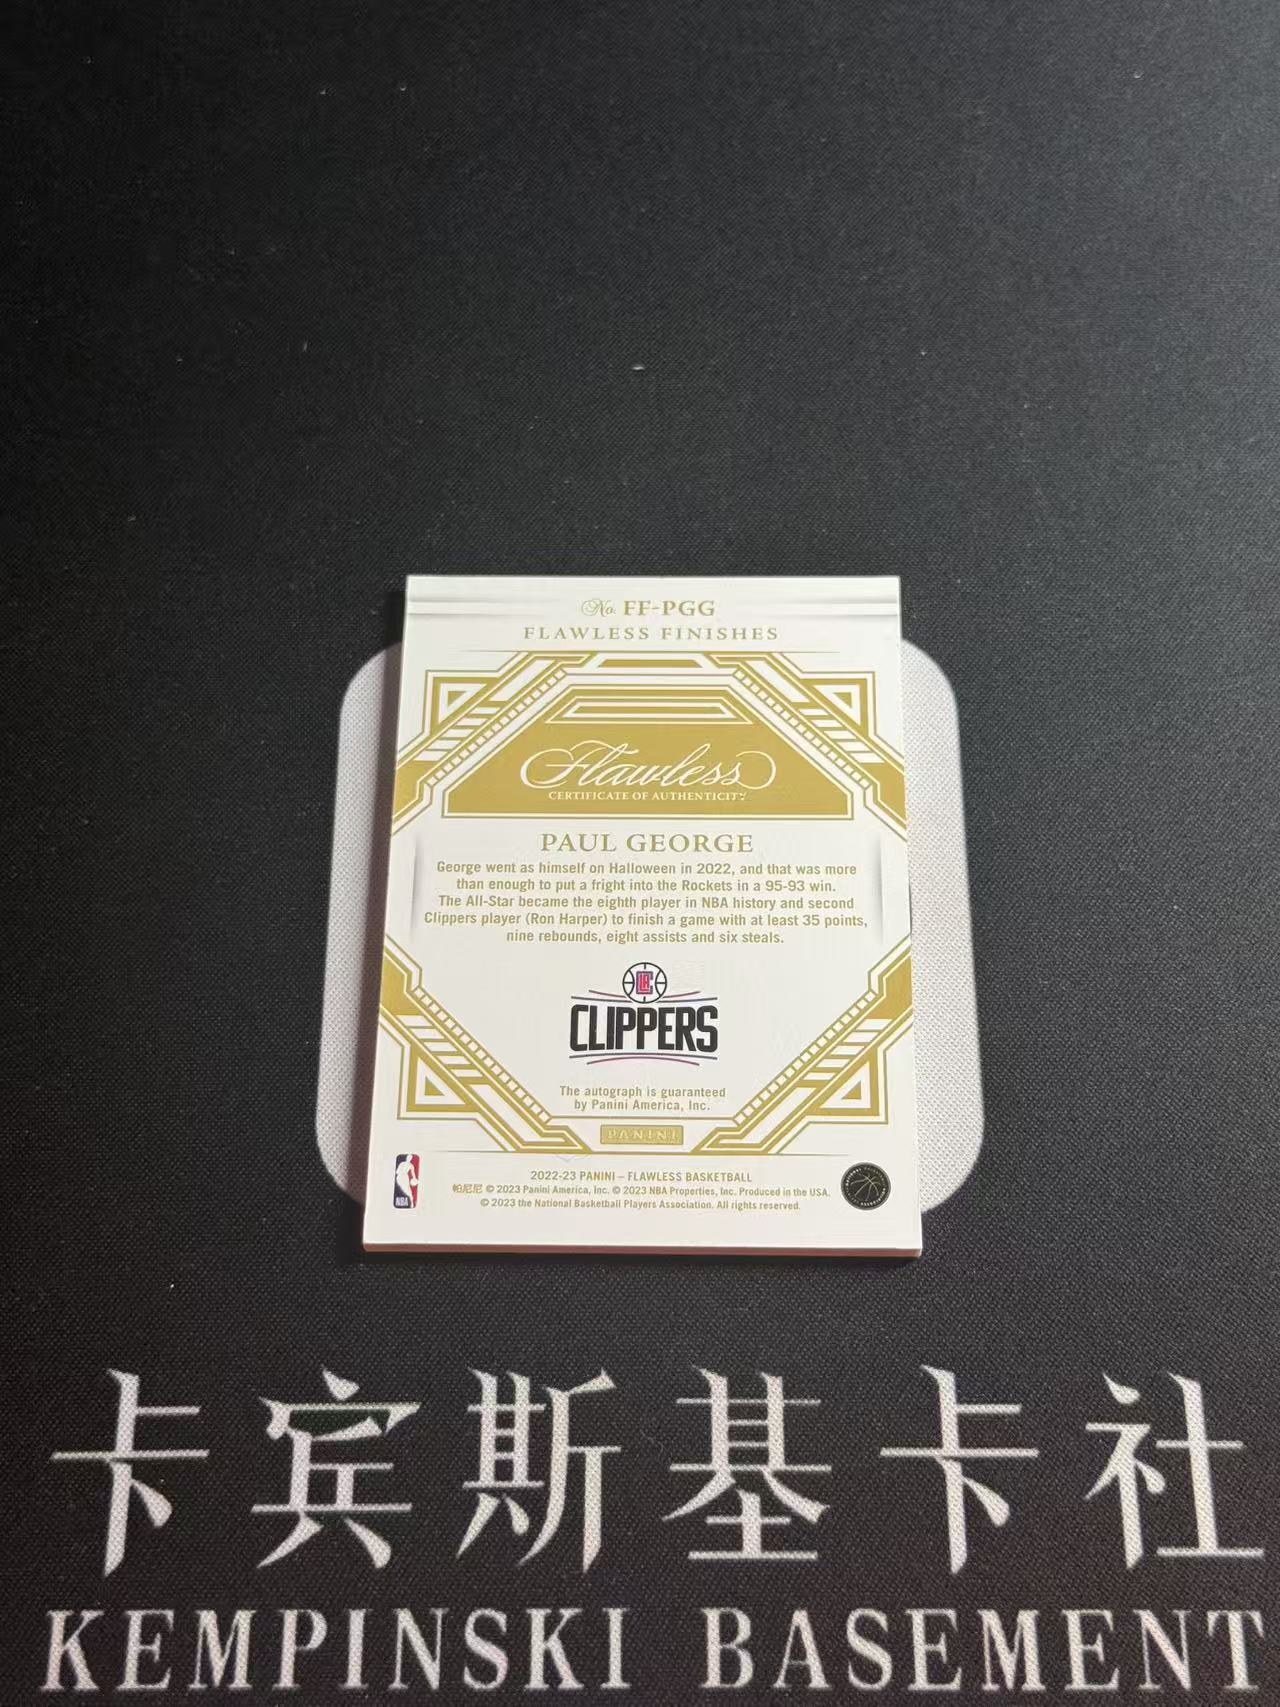 No. FF-PGG
FLAWLESS FINISHES
Flawless
CERTIFICATE OF AUTHENTICITY
PAUL GEORGE
George went as himself on Halloween in 2022, and that was more
than enough to put a fright into the Rockets in a 95-93 win.
The All-Star became the eighth player in NBA history and second
Clippers player (Ron Harper) to finish a game with at least 35 points,
nine rebounds, eight assists and six steals.
CLIPPERS
The autograph is guaranteed
by Panini America, Inc.
PANINI
2022-23 PANINI – FLAWLESS BASKETBALL
帕尼尼 © 2023 Panini America, Inc. © 2023 NBA Properties, Inc. Produced in the USA.
© 2023 the National Basketball Players Association. All rights reserved.
NBA
卡宾斯基卡社
KEMPINSKI BASEMENT